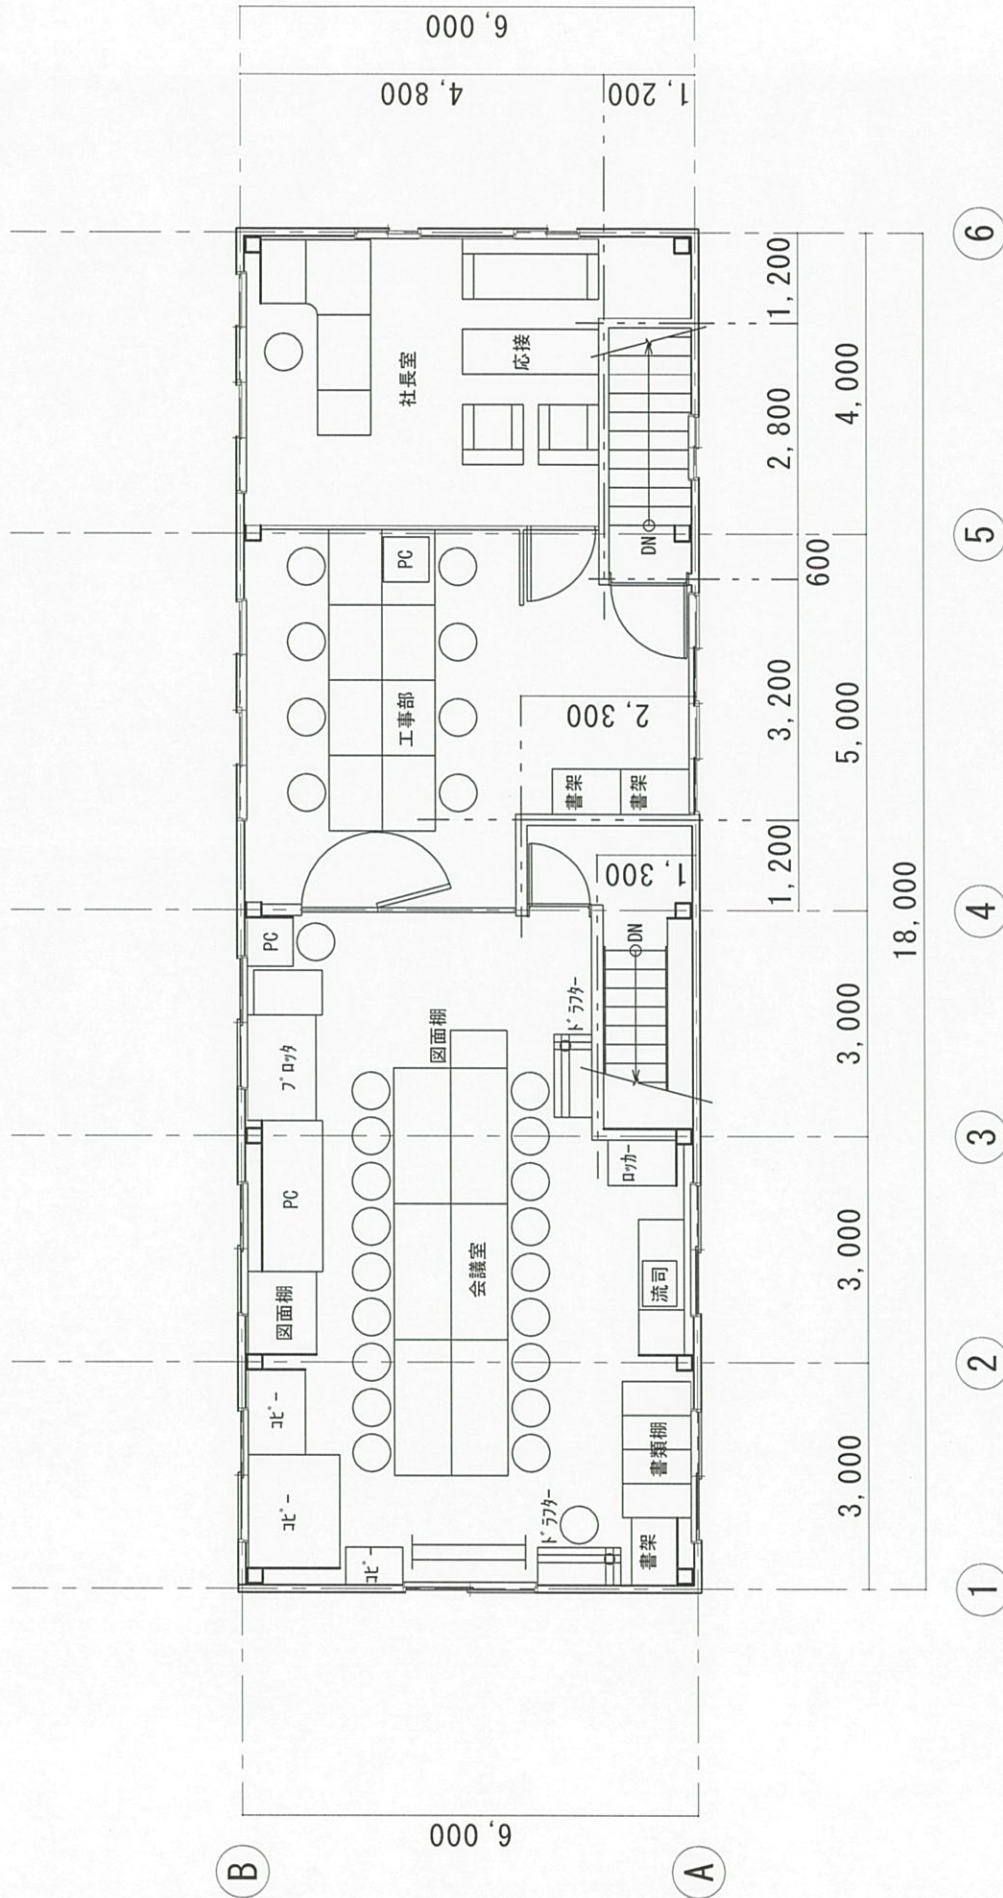 6,000
4,800
1,200
6
1,200
社長室
応接
2,800
4,000
5
PC
DN
600
工事部
3,200
2,300
書架
書架
5,000
1,200
1,300
18,000
4
PC
DN
プロッタ
図面棚
ドラフター
3,000
3
PC
ロッカー
図面棚
会議室
流司
3,000
2
コピー
コピー
書類棚
3,000
コピー
ドラフター
書架
1
6,000
B
A